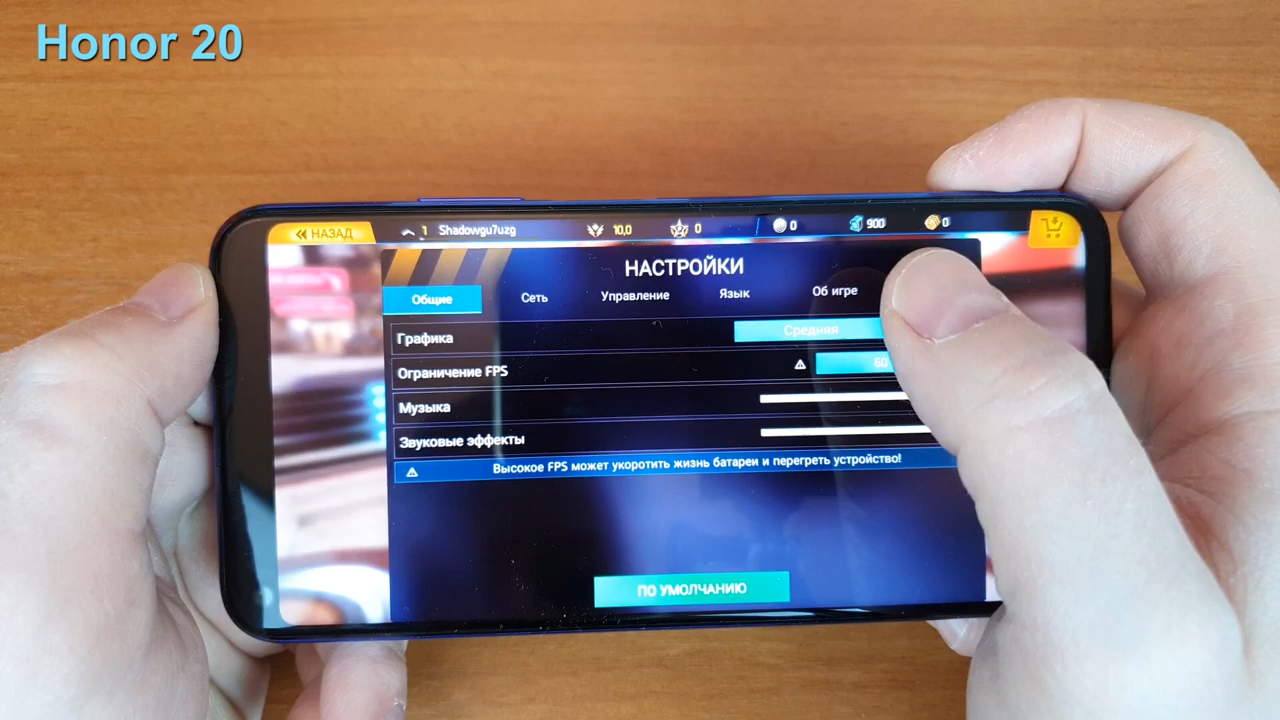 Honor 20
НАЗАД 1 Shadowgu7uzg 10,0 0 0 900 0
НАСТРОЙКИ
Общие Сеть Управление Язык Об игре
Графика Средняя
Ограничение FPS 60
Музыка
Звуковые эффекты
Высокое FPS может укоротить жизнь батареи и перегреть устройство!
ПО УМОЛЧАНИЮ